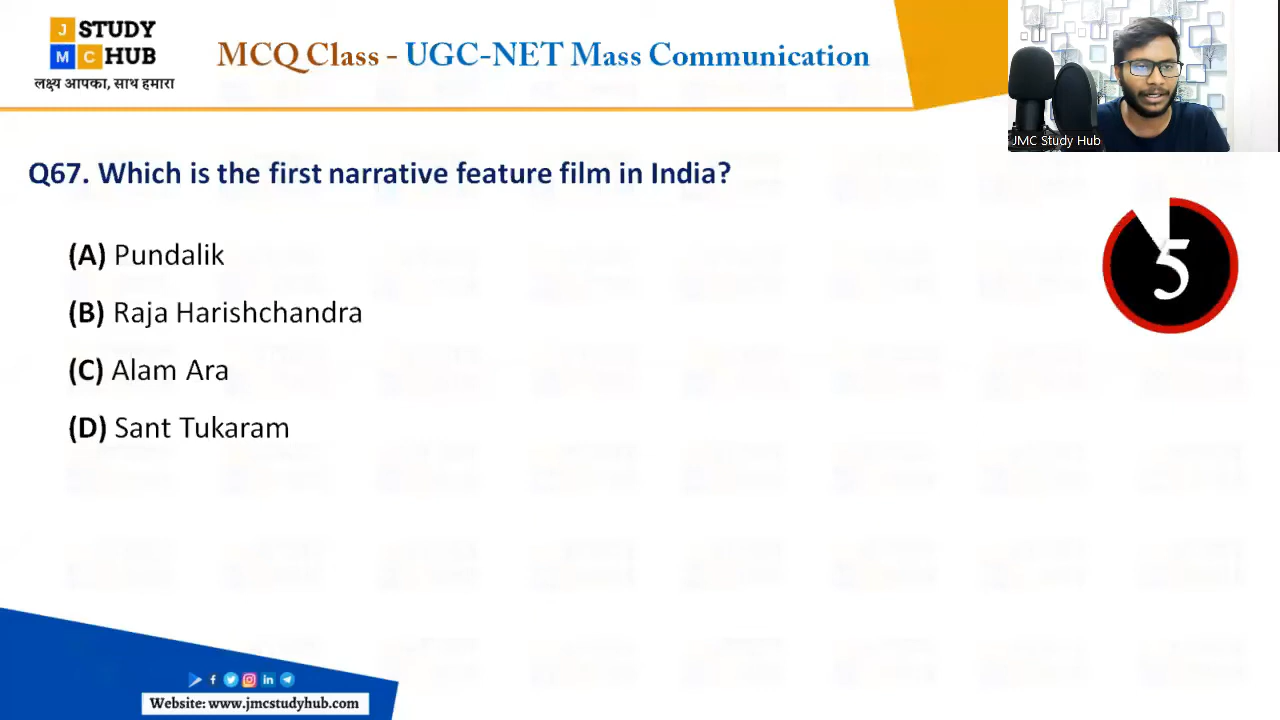 J STUDY
M C HUB
लक्ष्य आपका, साथ हमारा
MCQ Class - UGC-NET Mass Communication
JMC Study Hub
Q67. Which is the first narrative feature film in India?
(A) Pundalik
(B) Raja Harishchandra
(C) Alam Ara
(D) Sant Tukaram
5
Website: www.jmcstudyhub.com